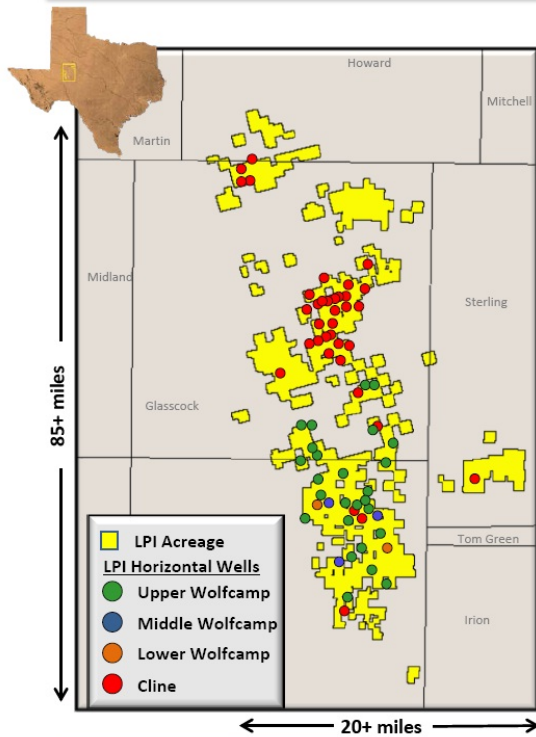 Howard
Mitchell
Martin
Midland
Sterling
Glasscock
85+ miles
LPI Acreage
LPI Horizontal Wells
Upper Wolfcamp
Middle Wolfcamp
Lower Wolfcamp
Cline
Tom Green
Irion
20+ miles